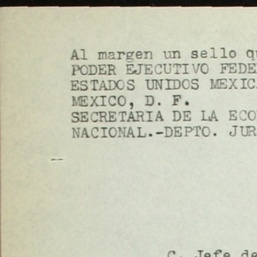 Al margen un sello qu
PODER EJECUTIVO FEDE
ESTADOS UNIDOS MEXIC
MEXICO, D. F.
SECRETARIA DE LA ECO
NACIONAL.-DEPTO. JUR
C. Jefe de